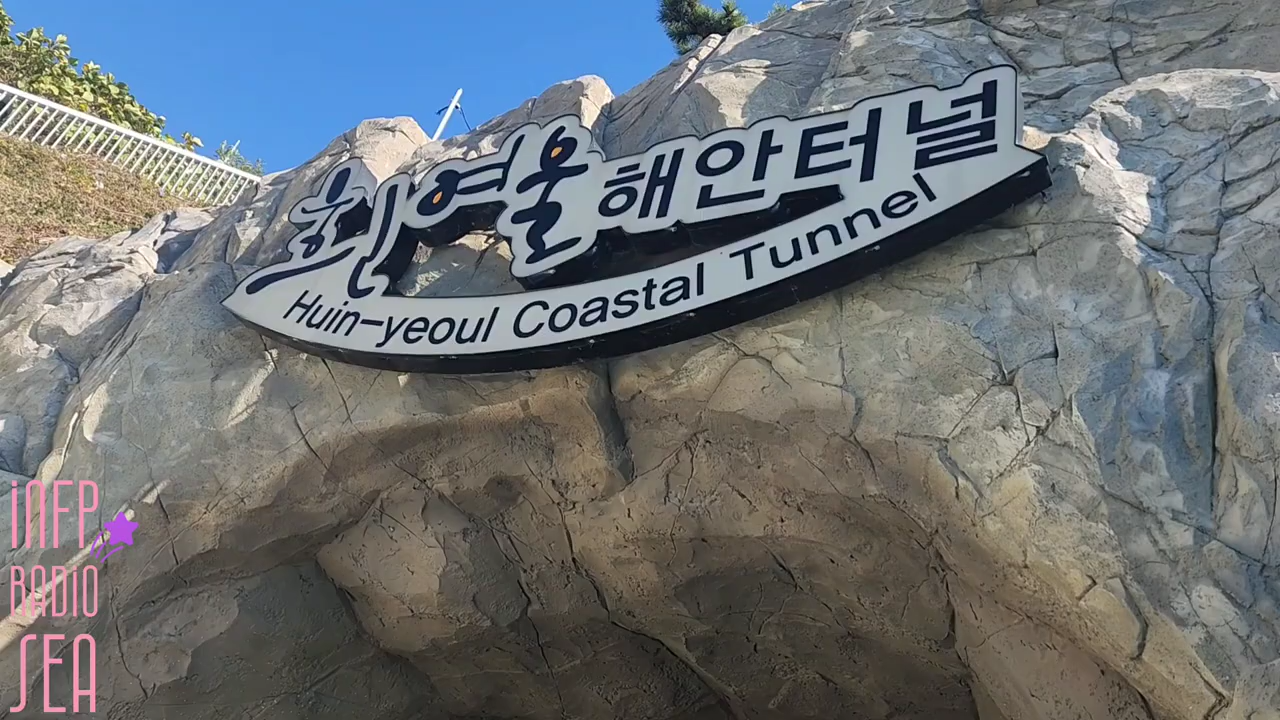 흰여울해안터널
Huin-yeoul Coastal Tunnel
iNFP
RADiO
SEA